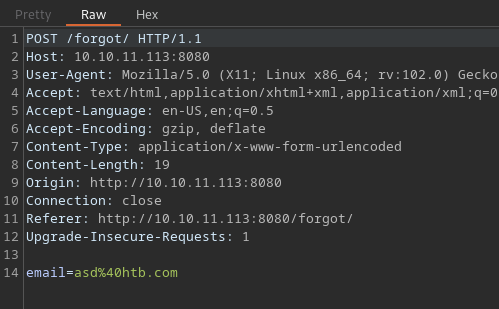 Pretty Raw Hex
1 POST /forgot/ HTTP/1.1
2 Host: 10.10.11.113:8080
3 User-Agent: Mozilla/5.0 (X11; Linux x86_64; rv:102.0) Gecko
4 Accept: text/html,application/xhtml+xml,application/xml;q=0
5 Accept-Language: en-US,en;q=0.5
6 Accept-Encoding: gzip, deflate
7 Content-Type: application/x-www-form-urlencoded
8 Content-Length: 19
9 Origin: http://10.10.11.113:8080
10 Connection: close
11 Referer: http://10.10.11.113:8080/forgot/
12 Upgrade-Insecure-Requests: 1
13
14 email=asd%40htb.com